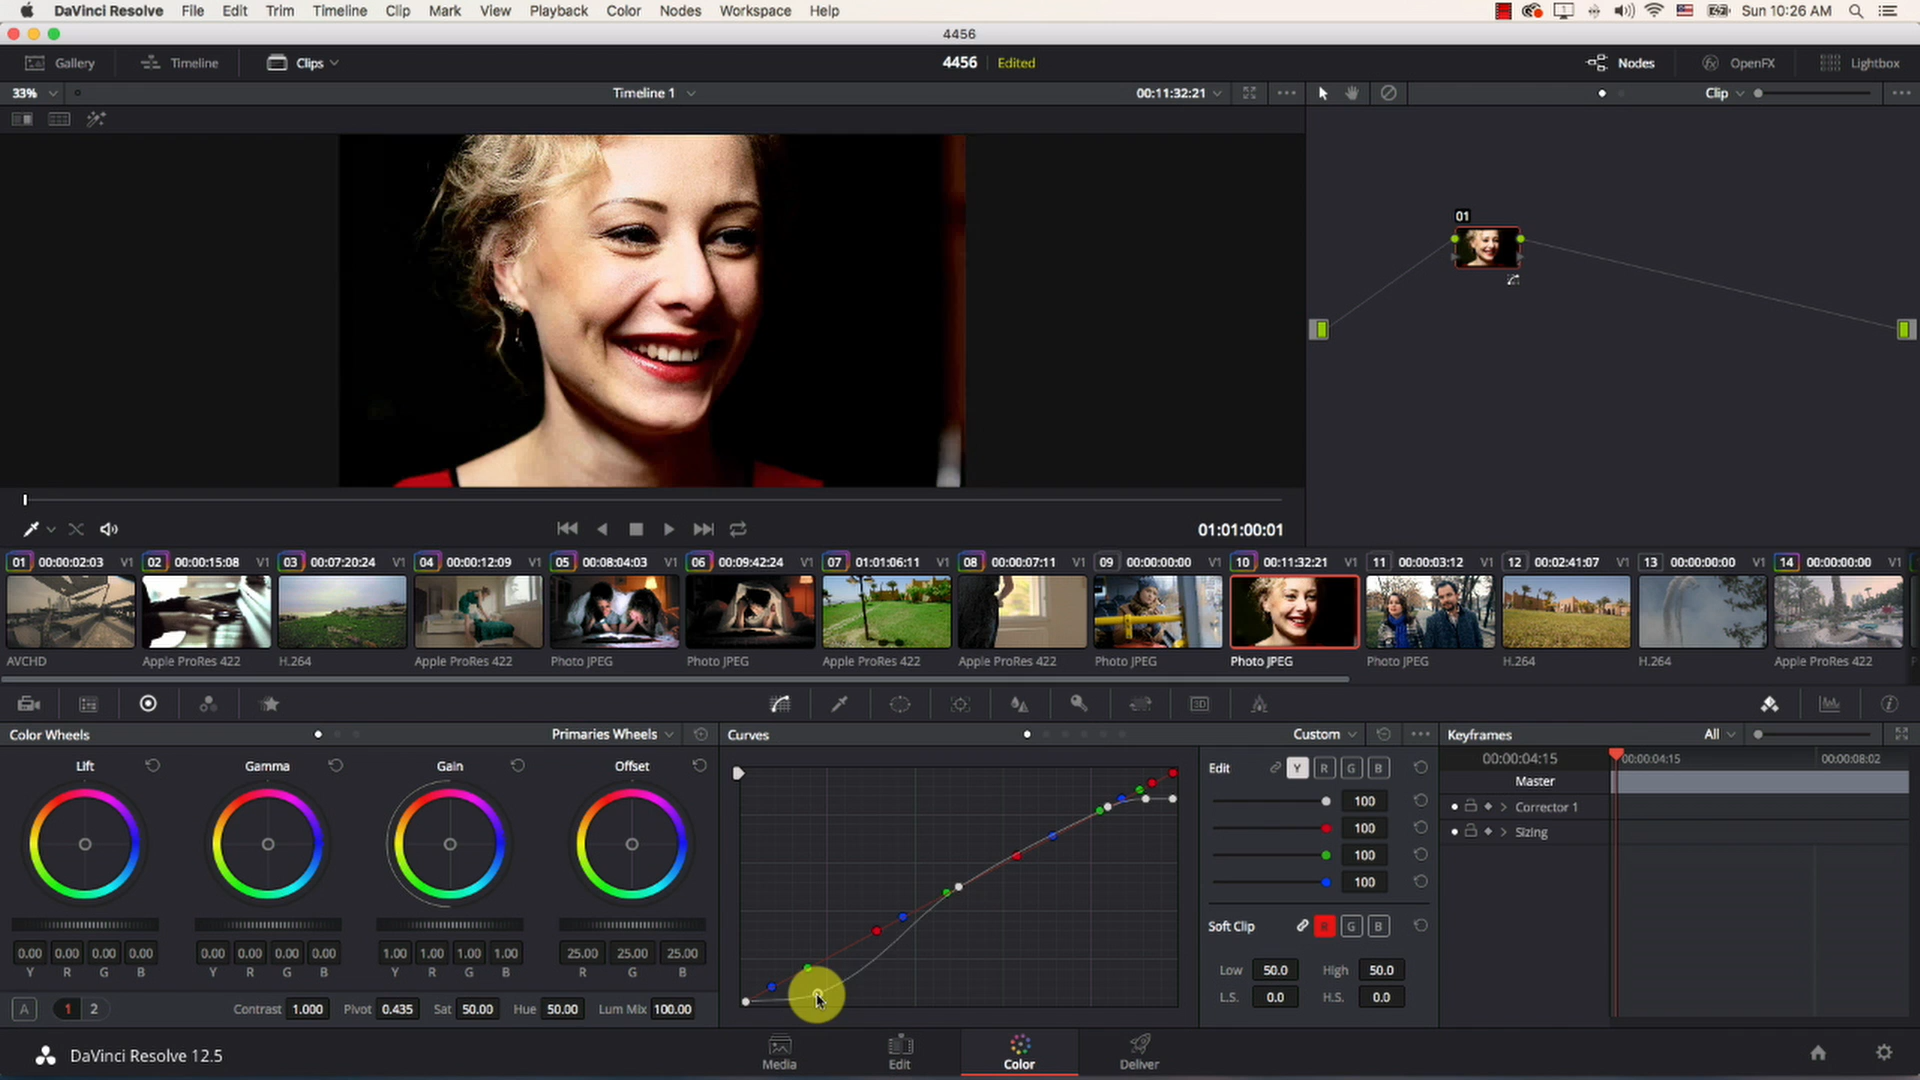 DaVinci Resolve File Edit Trim Timeline Clip Mark View Playback Color Nodes Workspace Help Sun 10:26 AM
4456
Gallery Timeline Clips 4456 Edited Nodes OpenFX Lightbox
33% Timeline 1 00:11:32:21 Clip
01
01:01:00:01
01 00:00:02:03 V1 02 00:00:15:08 V1 03 00:07:20:24 V1 04 00:00:12:09 V1 05 00:08:04:03 V1 06 00:09:42:24 V1 07 01:01:06:11 V1 08 00:00:07:11 V1 09 00:00:00:00 V1 10 00:11:32:21 V1 11 00:00:03:12 V1 12 00:02:41:07 V1 13 00:00:00:00 V1 14 00:00:00:00 V1
AVCHD Apple ProRes 422 H.264 Apple ProRes 422 Photo JPEG Photo JPEG Apple ProRes 422 Apple ProRes 422 Photo JPEG Photo JPEG Photo JPEG H.264 H.264 Apple ProRes 422
3D
Color Wheels Primaries Wheels Curves Custom Keyframes All
Lift Gamma Gain Offset Edit Y R G B 00:00:04:15 00:00:04:15 00:00:08:02
Master
100 Corrector 1
100 Sizing
100
100
Soft Clip R G B
0.00 0.00 0.00 0.00 0.00 0.00 0.00 0.00 1.00 1.00 1.00 1.00 25.00 25.00 25.00
Y R G B Y R G B Y R G B R G B
Low 50.0 High 50.0
L.S. 0.0 H.S. 0.0
A 1 2 Contrast 1.000 Pivot 0.435 Sat 50.00 Hue 50.00 Lum Mix 100.00
DaVinci Resolve 12.5 Media Edit Color Deliver